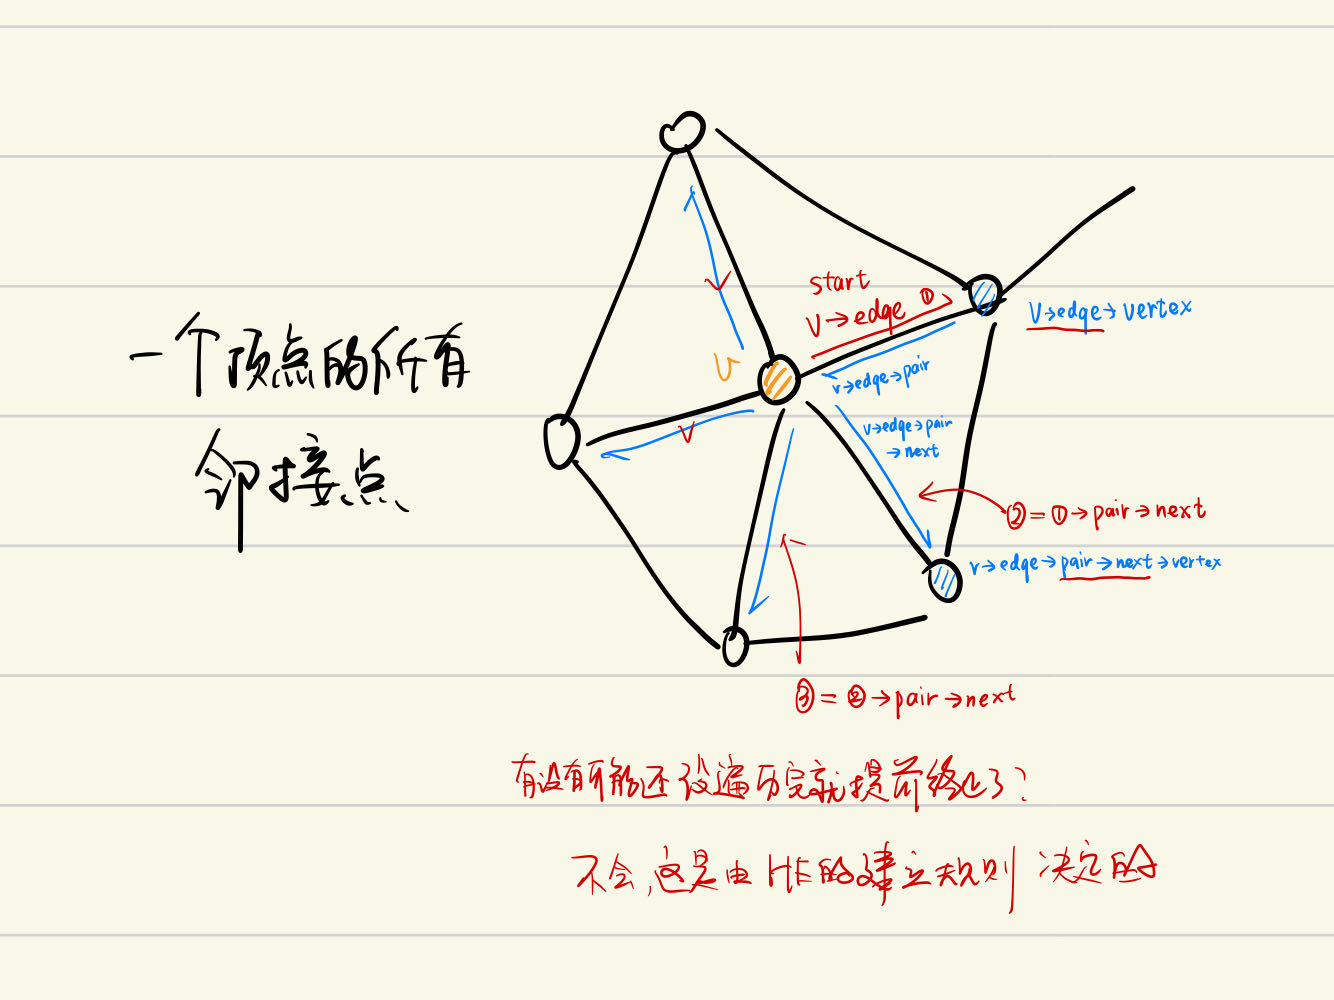 一个顶点的所有
邻接点
start
V→edge ①
V→edge→vertex
v
v→edge→pair
v→edge→pair
→next
②=①→pair→next
v→edge→pair→next→vertex
③=②→pair→next
有没有可能还没遍历完就提前终止了?
不会,这是由HE的建立规则决定的